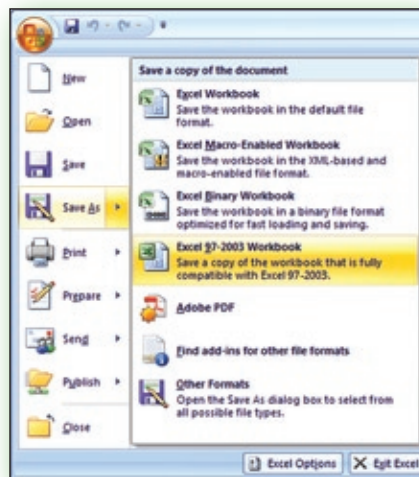 New
Open
Save
Save As
Print
Prepare
Send
Publish
Close
Save a copy of the document
Excel Workbook
Save the workbook in the default file
format.
Excel Macro-Enabled Workbook
Save the workbook in the XML-based and
macro-enabled file format.
Excel Binary Workbook
Save the workbook in a binary file format
optimized for fast loading and saving.
Excel 97-2003 Workbook
Save a copy of the workbook that is fully
compatible with Excel 97-2003.
Adobe PDF
Find add-ins for other file formats
Other Formats
Open the Save As dialog box to select from
all possible file types.
Excel Options
Exit Excel